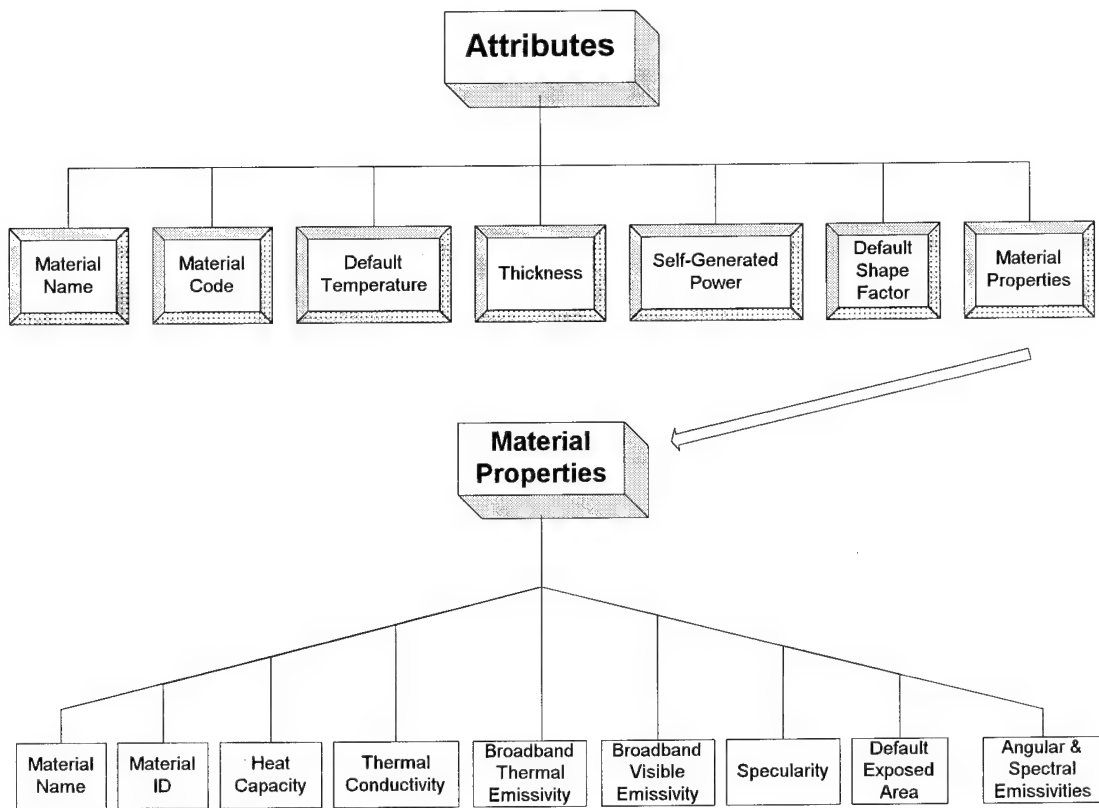 Attributes
Material
Name
Material
Code
Default
Temperature
Thickness
Self-Generated
Power
Default
Shape
Factor
Material
Properties
Material
Properties
Material
Name
Material
ID
Heat
Capacity
Thermal
Conductivity
Broadband
Thermal
Emissivity
Broadband
Visible
Emissivity
Specularity
Default
Exposed
Area
Angular &
Spectral
Emissivities